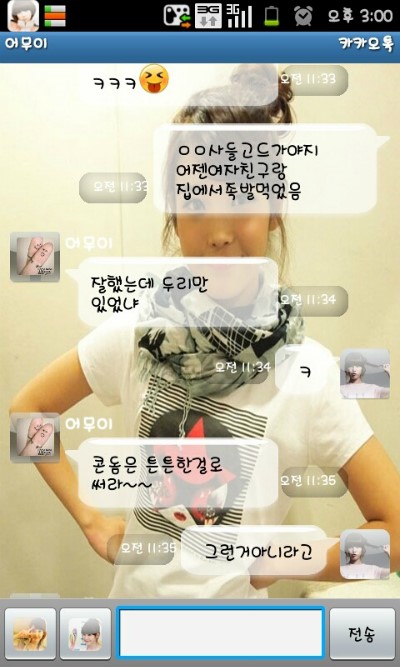 3G
3G
오후 3:00
어무이
카카오톡
ㅋㅋㅋ
오전 11:33
ㅇㅇ사들고드가야지
어젠여자친구랑
집에서족발먹었음
오전 11:33
어무이
잘했는데 두리만
있었냐
오전 11:34
오전 11:34
ㅋ
어무이
콘돔은 튼튼한걸로
써라~~
오전 11:35
오전 11:35
그런거아니라고
전송